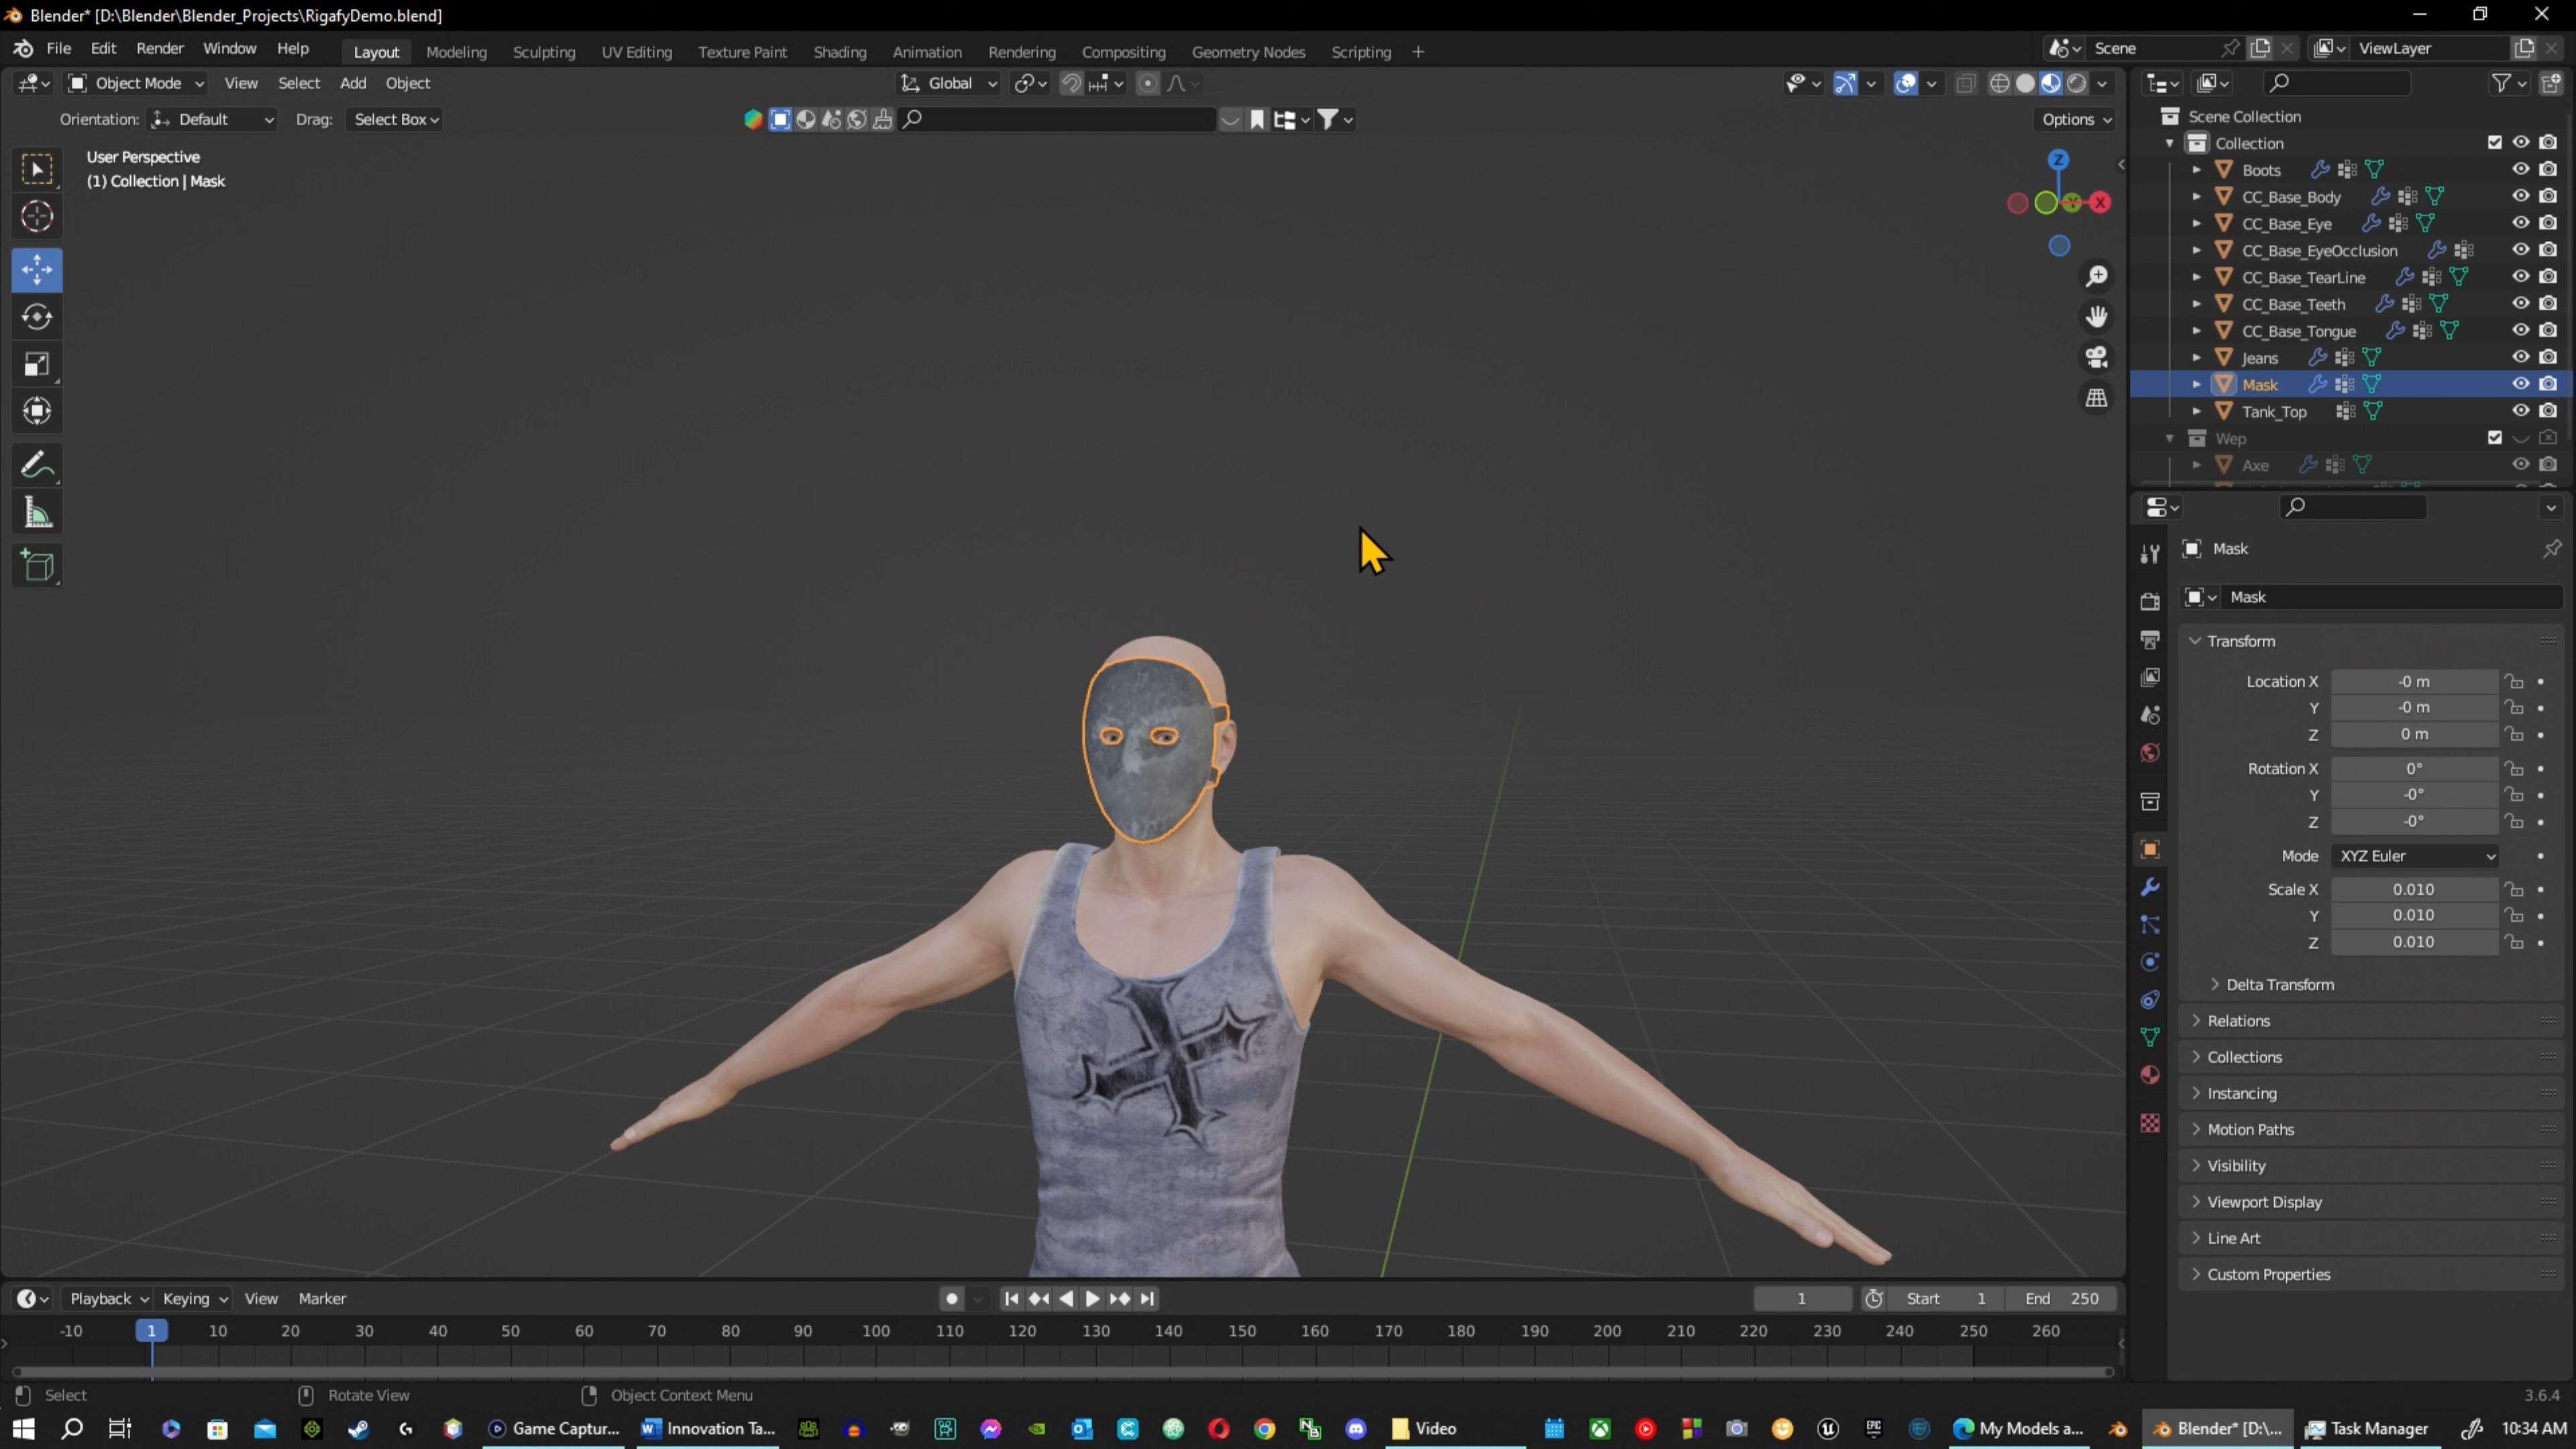 Blender* [D:\Blender\Blender_Projects\RigafyDemo.blend]
File Edit Render Window Help Layout Modeling Sculpting UV Editing Texture Paint Shading Animation Rendering Compositing Geometry Nodes Scripting + Scene ViewLayer
Object Mode View Select Add Object Global
Orientation: Default Drag: Select Box Options
User Perspective
(1) Collection | Mask
Z
Y
X
Scene Collection
Collection
Boots
CC_Base_Body
CC_Base_Eye
CC_Base_EyeOcclusion
CC_Base_TearLine
CC_Base_Teeth
CC_Base_Tongue
Jeans
Mask
Tank_Top
Wep
Axe
Mask
Mask
Transform
Location X -0 m
Y -0 m
Z 0 m
Rotation X 0°
Y -0°
Z -0°
Mode XYZ Euler
Scale X 0.010
Y 0.010
Z 0.010
Delta Transform
Relations
Collections
Instancing
Motion Paths
Visibility
Viewport Display
Line Art
Custom Properties
Playback Keying View Marker 1 Start 1 End 250
-10 1 10 20 30 40 50 60 70 80 90 100 110 120 130 140 150 160 170 180 190 200 210 220 230 240 250 260
Select Rotate View Object Context Menu 3.6.4
Game Captur... Innovation Ta... Video My Models a... Blender* [D:\... Task Manager 10:34 AM